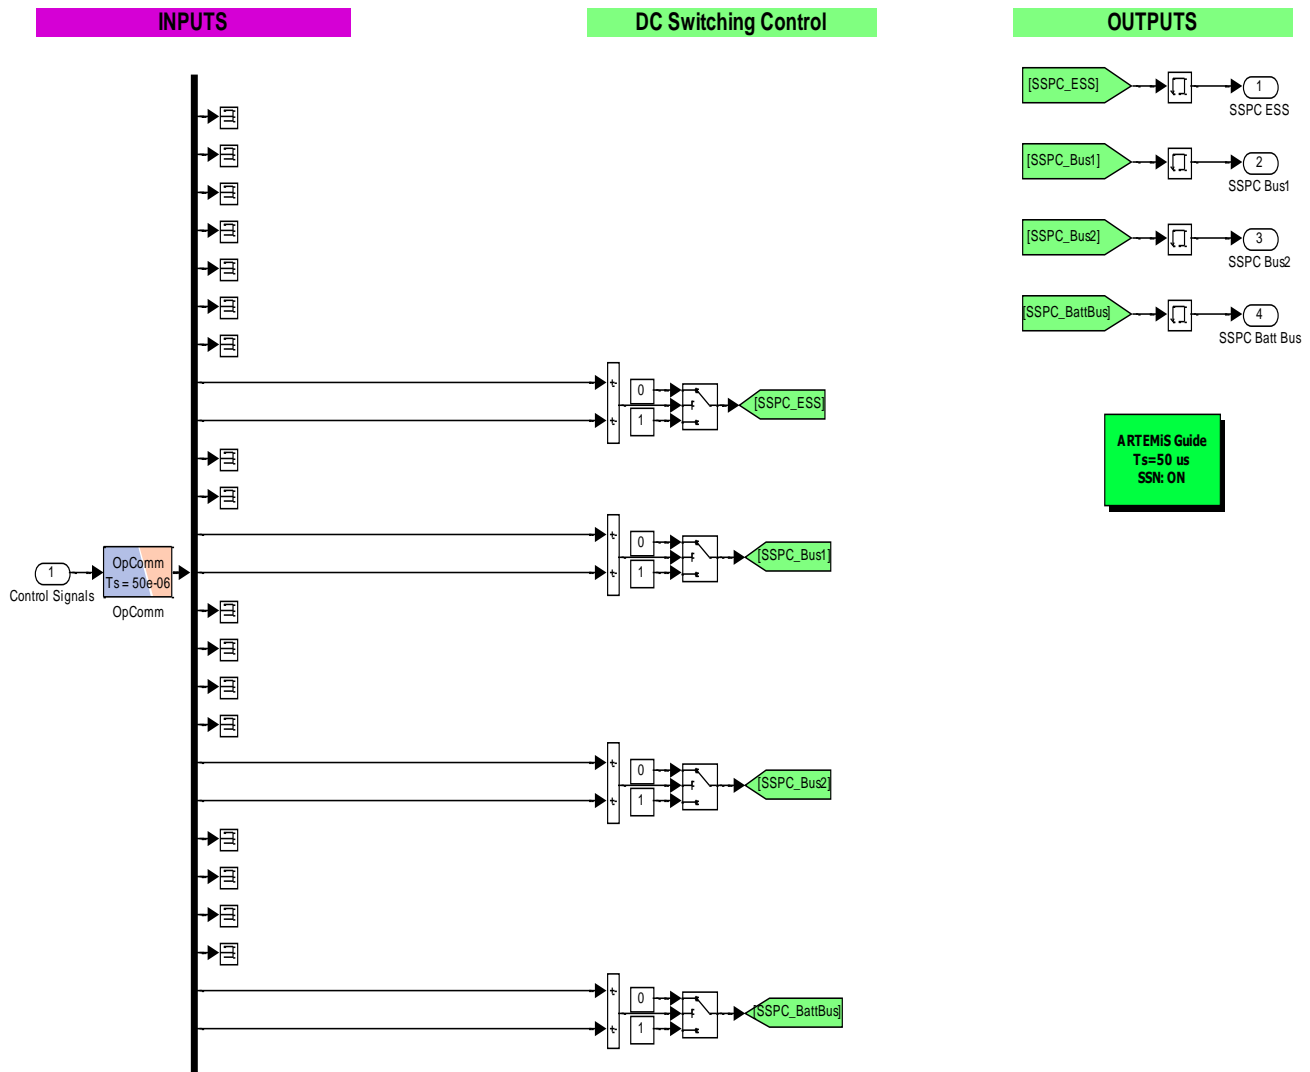 INPUTS
DC Switching Control
OUTPUTS
[SSPC_ESS]
1
SSPC ESS
[SSPC_Bus1]
2
SSPC Bus1
[SSPC_Bus2]
3
SSPC Bus2
[SSPC_BattBus]
4
SSPC Batt Bus
0
1
[SSPC_ESS]
ARTEMiS Guide
Ts=50 us
SSN: ON
0
1
[SSPC_Bus1]
1
Control Signals
OpComm
Ts = 50e-06
OpComm
0
1
[SSPC_Bus2]
0
1
[SSPC_BattBus]